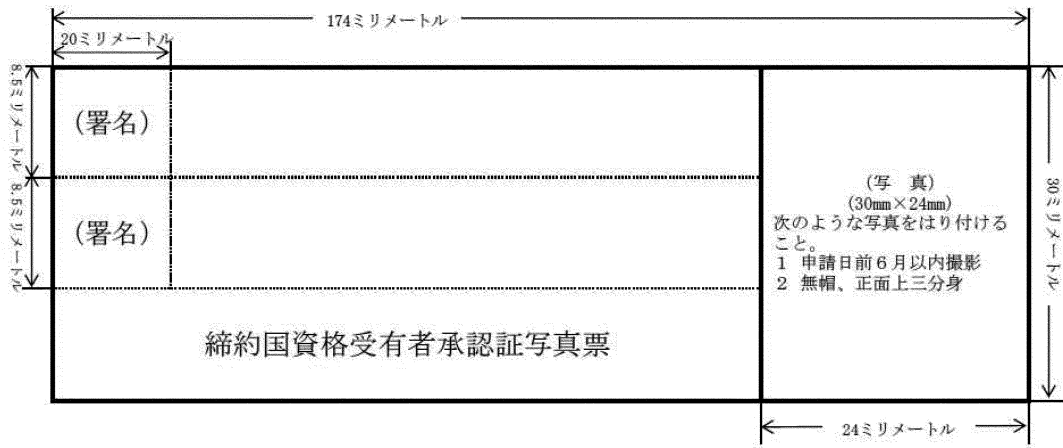 174ミリメートル
20ミリメートル
8.5ミリメートル
(署名)
8.5ミリメートル
(署名)
締約国資格受有者承認証写真票
(写　真)
(30mm×24mm)
次のような写真をはり付ける
こと。
1 申請日前6月以内撮影
2 無帽、正面上三分身
30ミリメートル
24ミリメートル